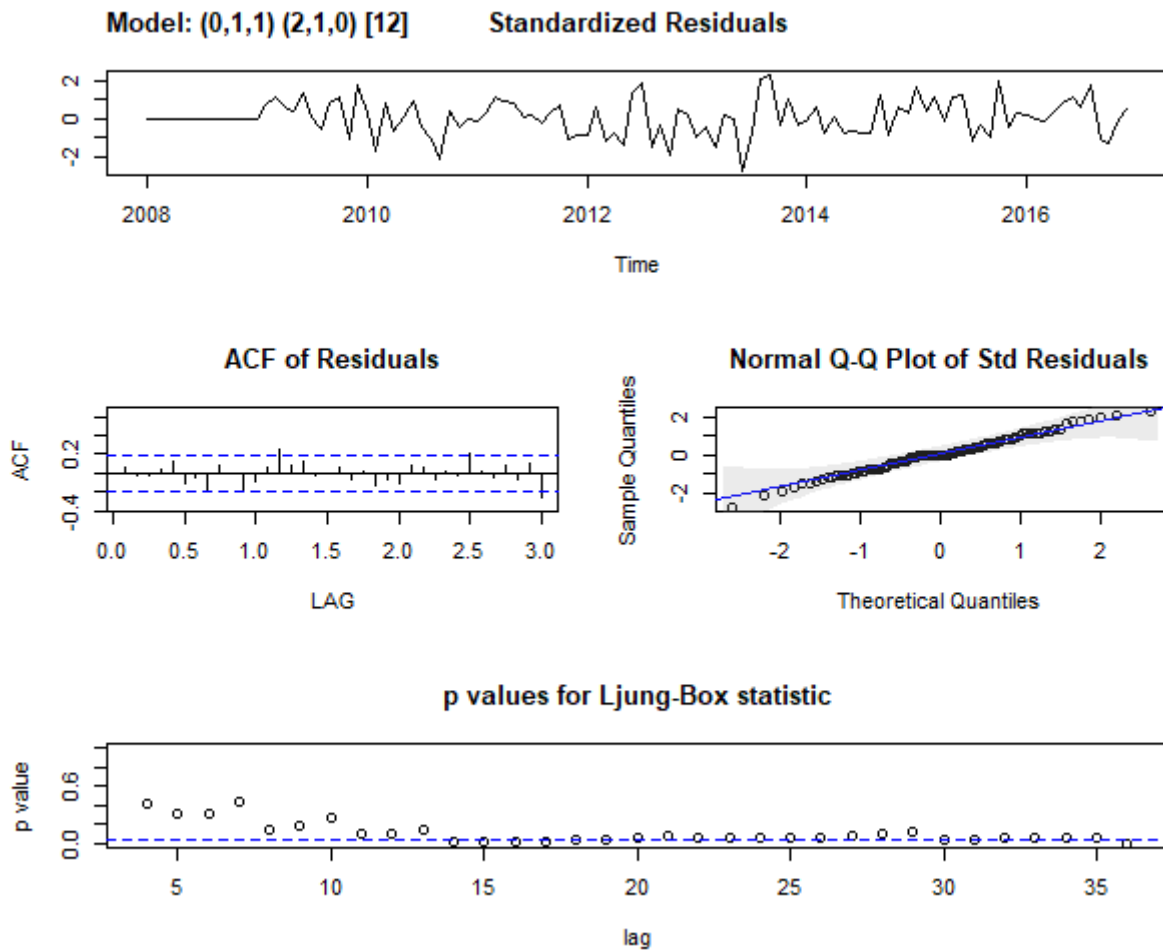 Model: (0,1,1) (2,1,0) [12] Standardized Residuals
2
0
-2
2008 2010 2012 2014 2016
Time
ACF of Residuals
ACF
0.2
-0.4
0.0 0.5 1.0 1.5 2.0 2.5 3.0
LAG
Normal Q-Q Plot of Std Residuals
Sample Quantiles
2
0
-2
-2 -1 0 1 2
Theoretical Quantiles
p values for Ljung-Box statistic
p value
0.6
0.0
5 10 15 20 25 30 35
lag